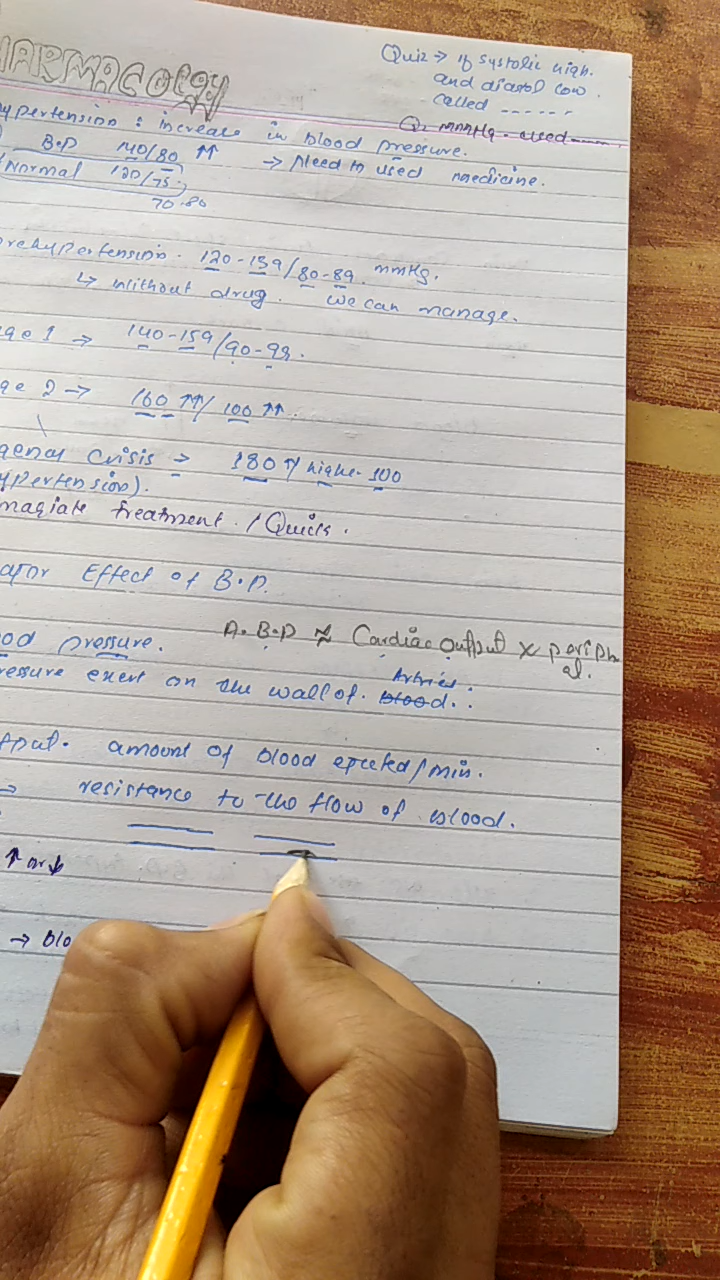 HARMACOLOgy
Quiz → if systolic high.
and diastol low.
called ------
Q. mmHg. used------
ypertension : increase in blood pressure.
B.P 140/80 ↑↑ → Need to used medicine.
Normal 120/75
70-80
rehypertension. 120-139/80-89 mmHg.
↳ without drug. we can manage.
ge 1 → 140-159/90-99.
ge 2 → 160 ↑↑/100 ↑↑.
gency Crisis → 180 ↑/ higher 100
ypertension).
magiate treatment. / Quick.
ator Effect of B.P.
A.B.P ≈ Cardiac output × periph
al.
od pressure.
ressure exert on the wall of. Artries.
tput. amount of blood ejected/min.
→ resistance to the flow of blood.
↑ or ↓
→ blo